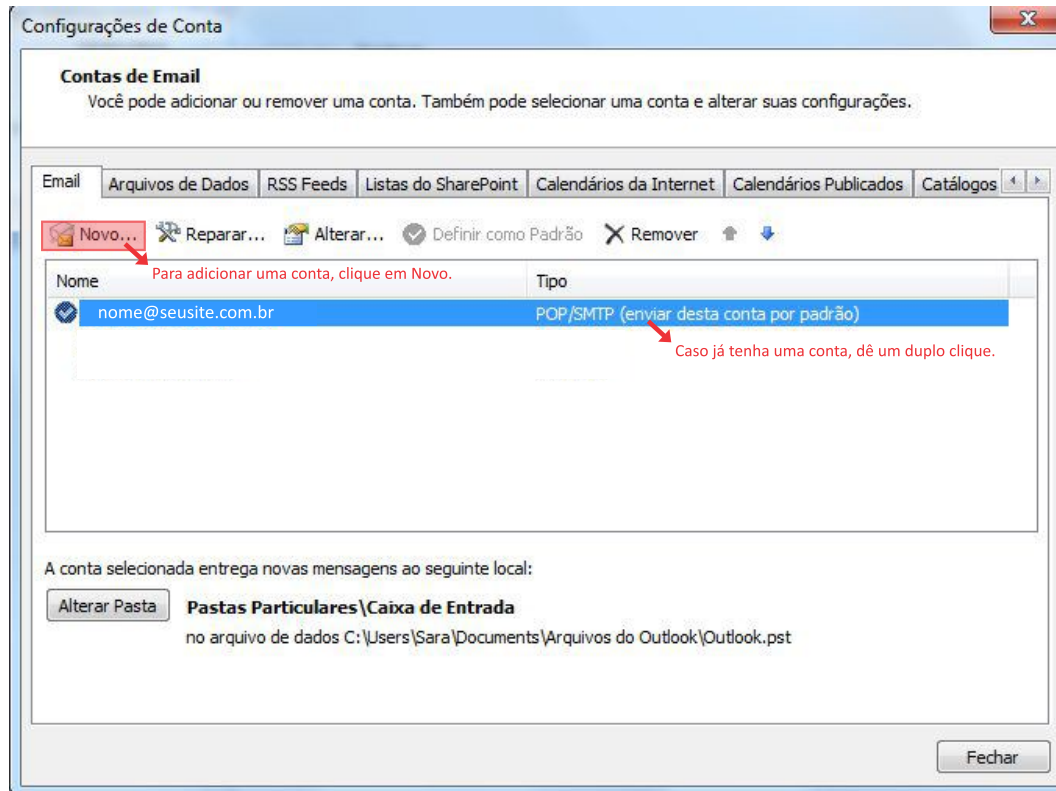 Configurações de Conta
Contas de Email
Você pode adicionar ou remover uma conta. Também pode selecionar uma conta e alterar suas configurações.
Email Arquivos de Dados RSS Feeds Listas do SharePoint Calendários da Internet Calendários Publicados Catálogos
Novo... Reparar... Alterar... Definir como Padrão Remover
Para adicionar uma conta, clique em Novo.
Nome Tipo
nome@seusite.com.br POP/SMTP (enviar desta conta por padrão)
Caso já tenha uma conta, dê um duplo clique.
A conta selecionada entrega novas mensagens ao seguinte local:
Alterar Pasta Pastas Particulares\Caixa de Entrada
no arquivo de dados C:\Users\Sara\Documents\Arquivos do Outlook\Outlook.pst
Fechar